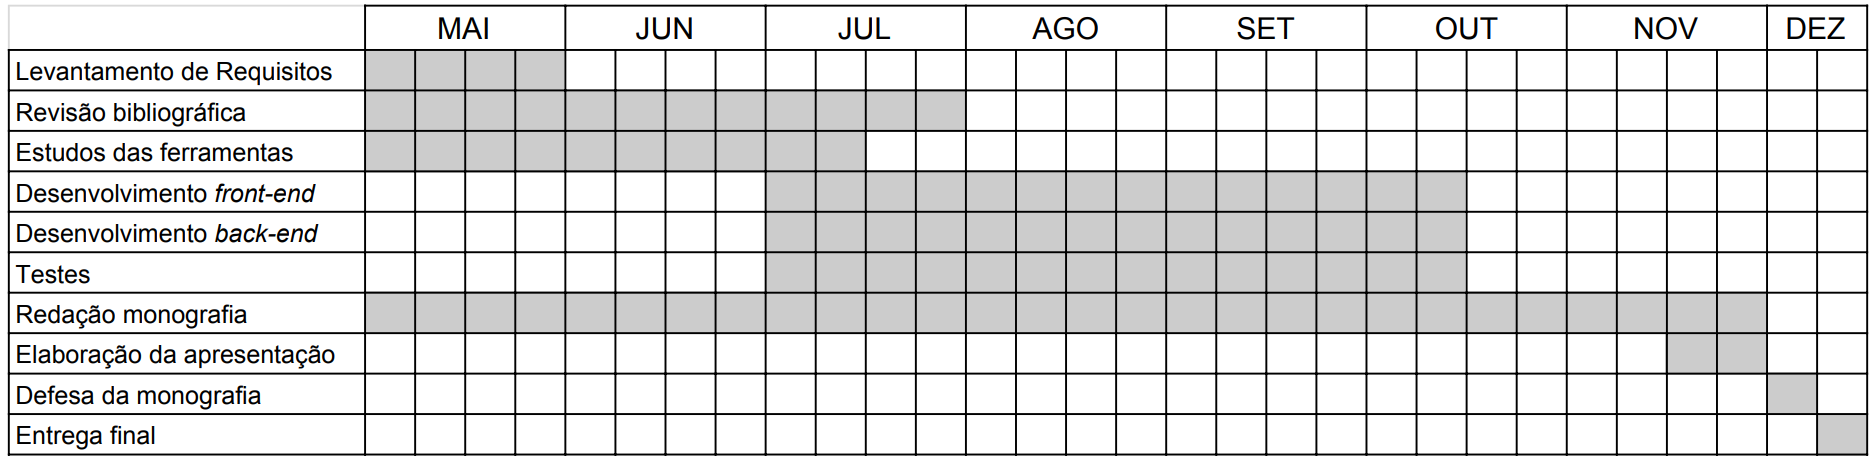 MAI JUN JUL AGO SET OUT NOV DEZ
Levantamento de Requisitos
Revisão bibliográfica
Estudos das ferramentas
Desenvolvimento front-end
Desenvolvimento back-end
Testes
Redação monografia
Elaboração da apresentação
Defesa da monografia
Entrega final